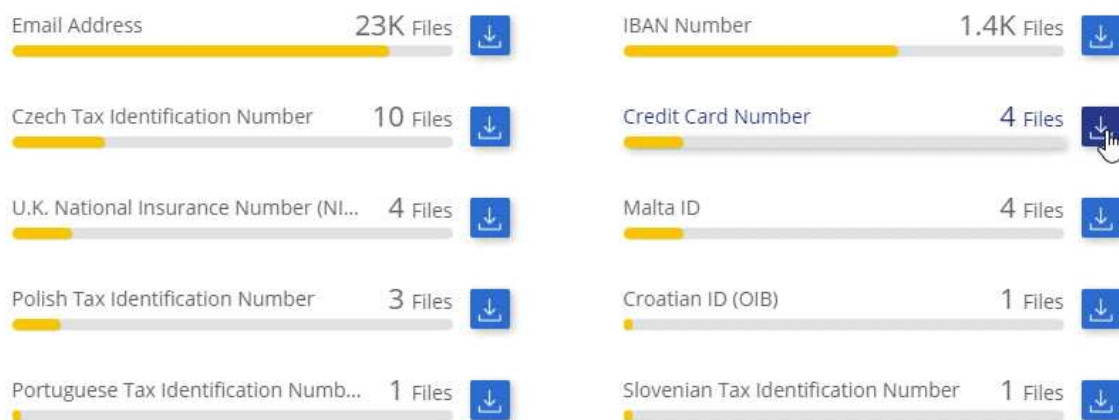 Email Address 23K Files IBAN Number 1.4K Files
Czech Tax Identification Number 10 Files Credit Card Number 4 Files
U.K. National Insurance Number (NI... 4 Files Malta ID 4 Files
Polish Tax Identification Number 3 Files Croatian ID (OIB) 1 Files
Portuguese Tax Identification Numb... 1 Files Slovenian Tax Identification Number 1 Files